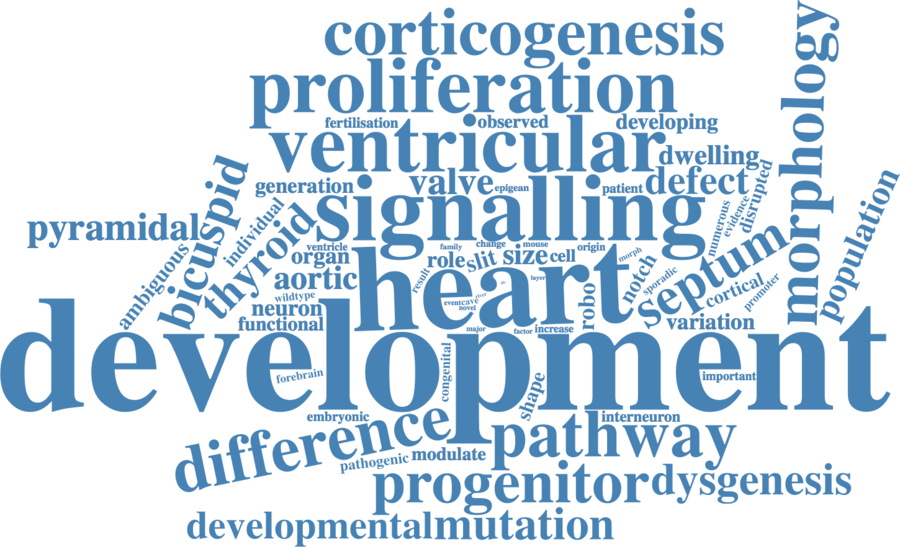 corticogenesis
proliferation
fertilisation
observed
developing
ventricular
dwelling
morphology
generation
valve
epigean
patient
defect
disrupted
evidence
numerous
bicuspid
individual
thyroid
signalling
pyramidal
population
ambiguous
ventricle
organ
family
change
mouse
origin
role
slit
size
cell
morph
aortic
heart
result
layer
notch
sporadic
septum
cortical
promoter
wildtype
neuron
functional
event
cave
novel
robo
variation
major
factor
increase
development
forebrain
congenital
important
shape
embryonic
interneuron
difference
pathway
pathogenic
modulate
progenitor
dysgenesis
developmental
mutation